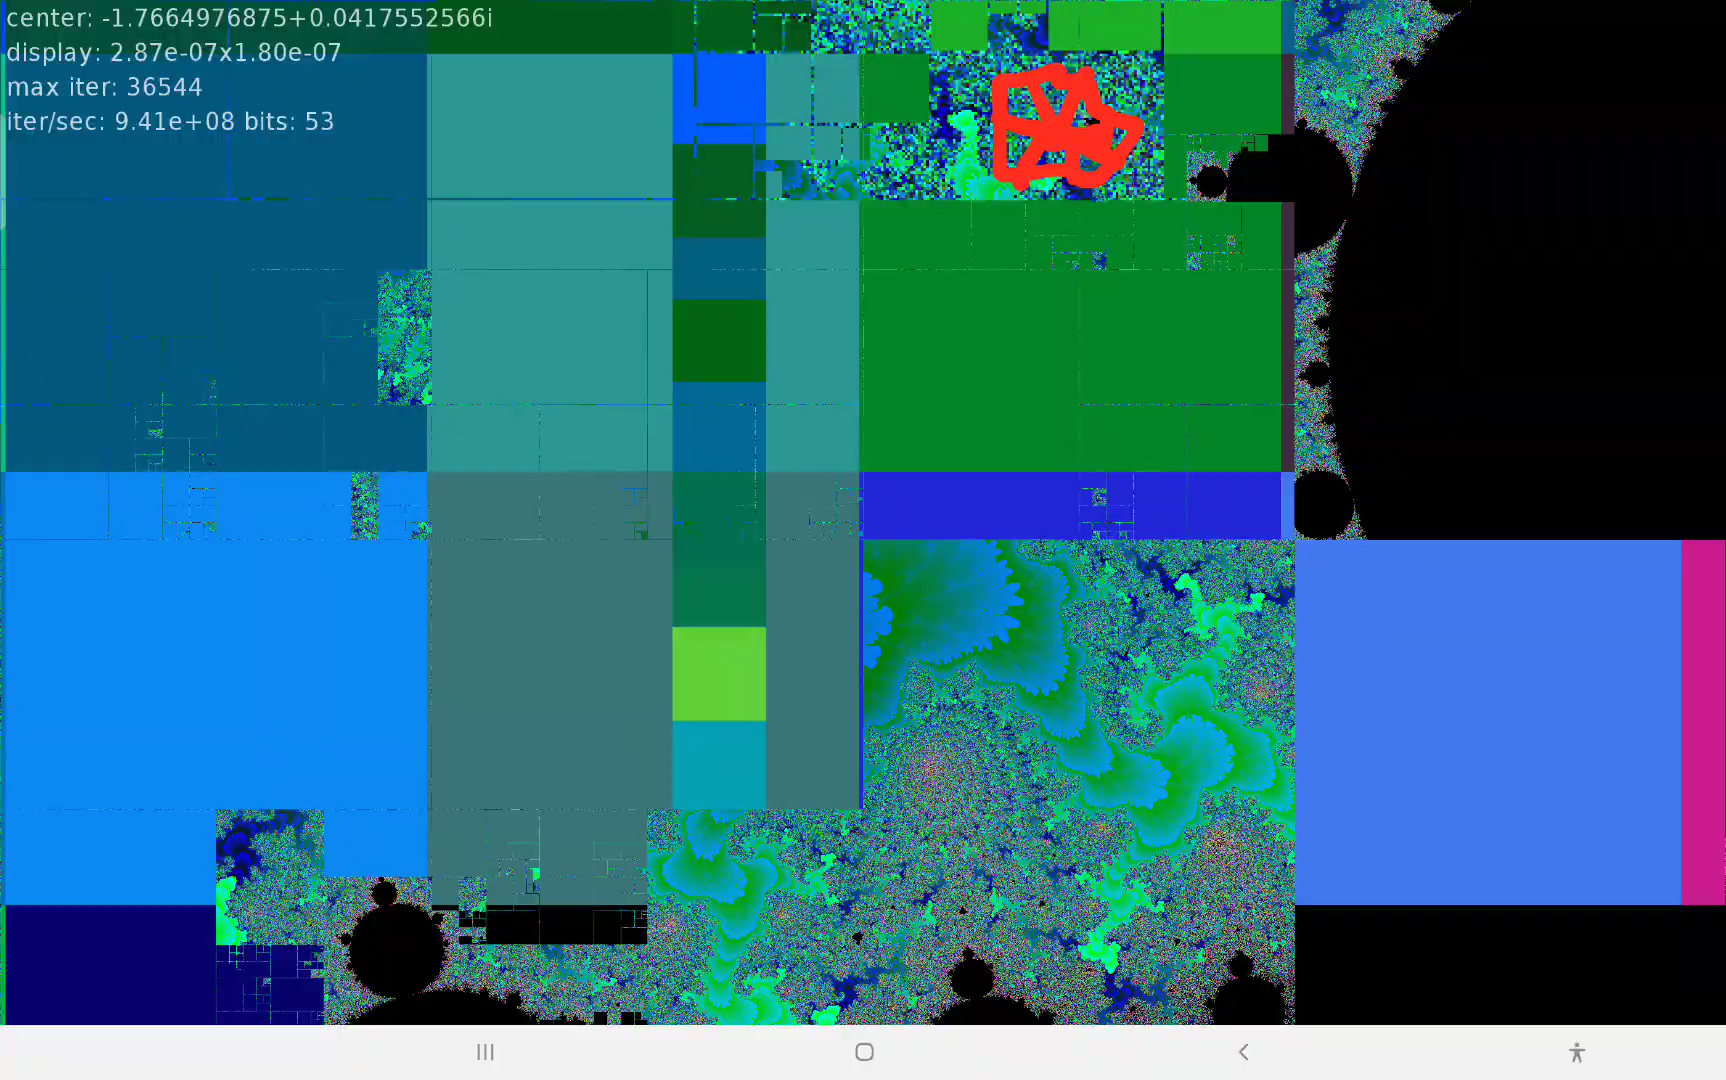 center: -1.7664976875+0.0417552566i
display: 2.87e-07x1.80e-07
max iter: 36544
iter/sec: 9.41e+08 bits: 53